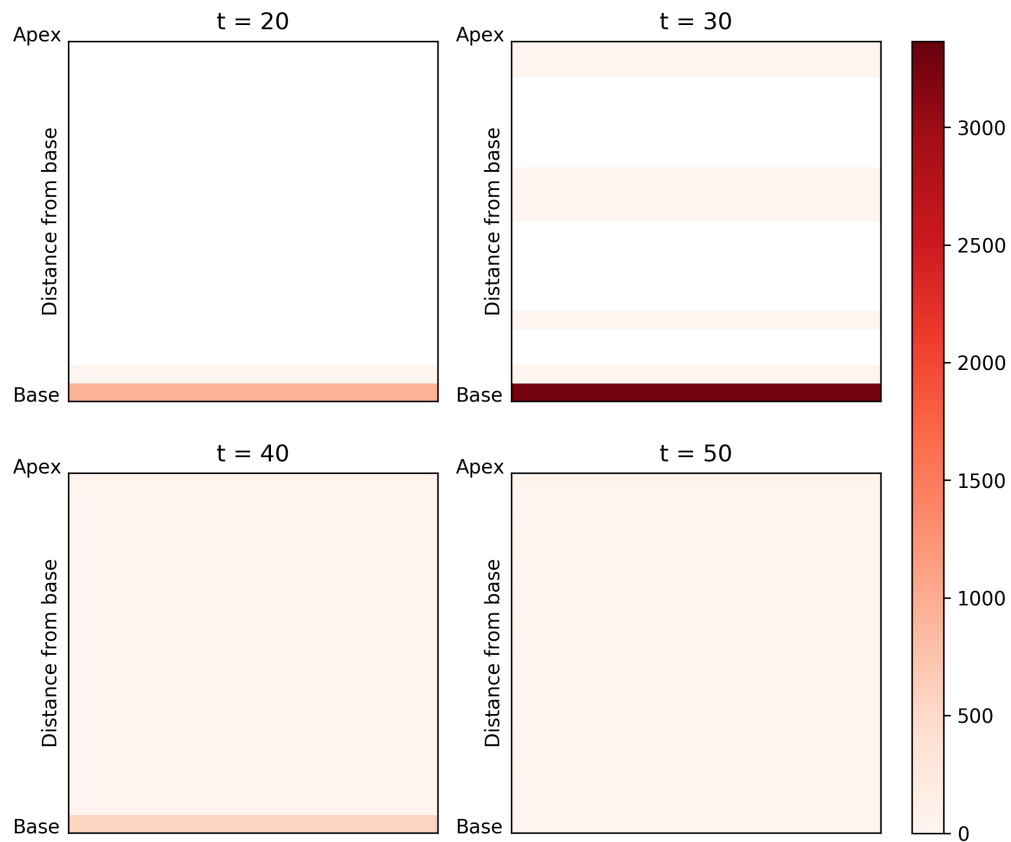 t = 20
Apex
Distance from base
Base
t = 30
Apex
Distance from base
Base
t = 40
Apex
Distance from base
Base
t = 50
Apex
Distance from base
Base
3000
2500
2000
1500
1000
500
0